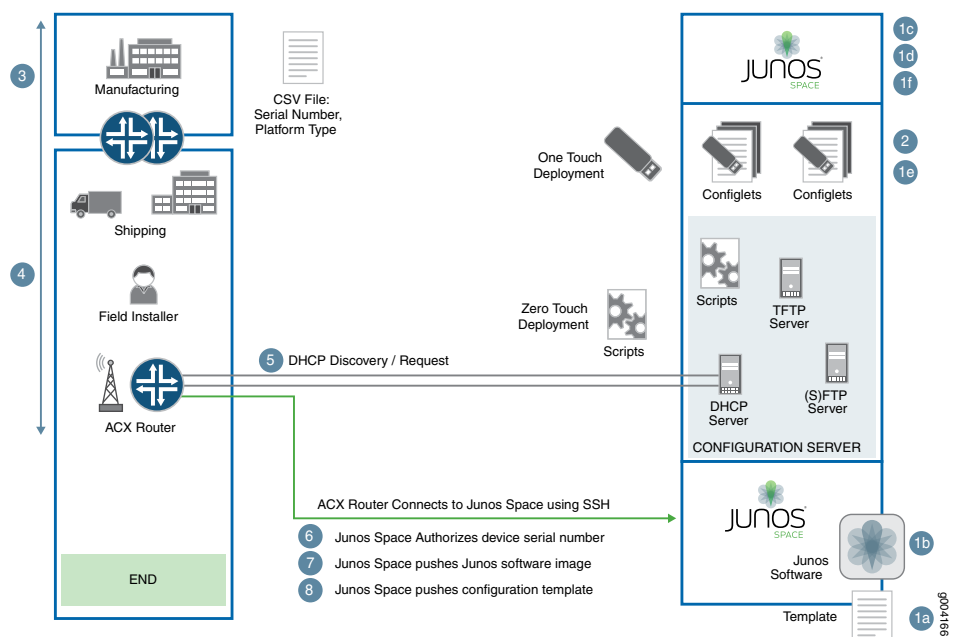 3
Manufacturing
CSV File:
Serial Number,
Platform Type
4
Shipping
Field Installer
ACX Router
END
One Touch
Deployment
Zero Touch
Deployment
Scripts
5 DHCP Discovery / Request
ACX Router Connects to Junos Space using SSH
6 Junos Space Authorizes device serial number
7 Junos Space pushes Junos software image
8 Junos Space pushes configuration template
JUNOS
SPACE
1c
1d
1f
Configlets
Configlets
2
1e
Scripts
TFTP
Server
DHCP
Server
(S)FTP
Server
CONFIGURATION SERVER
JUNOS
SPACE
Junos
Software
1b
Template
1a
g004166